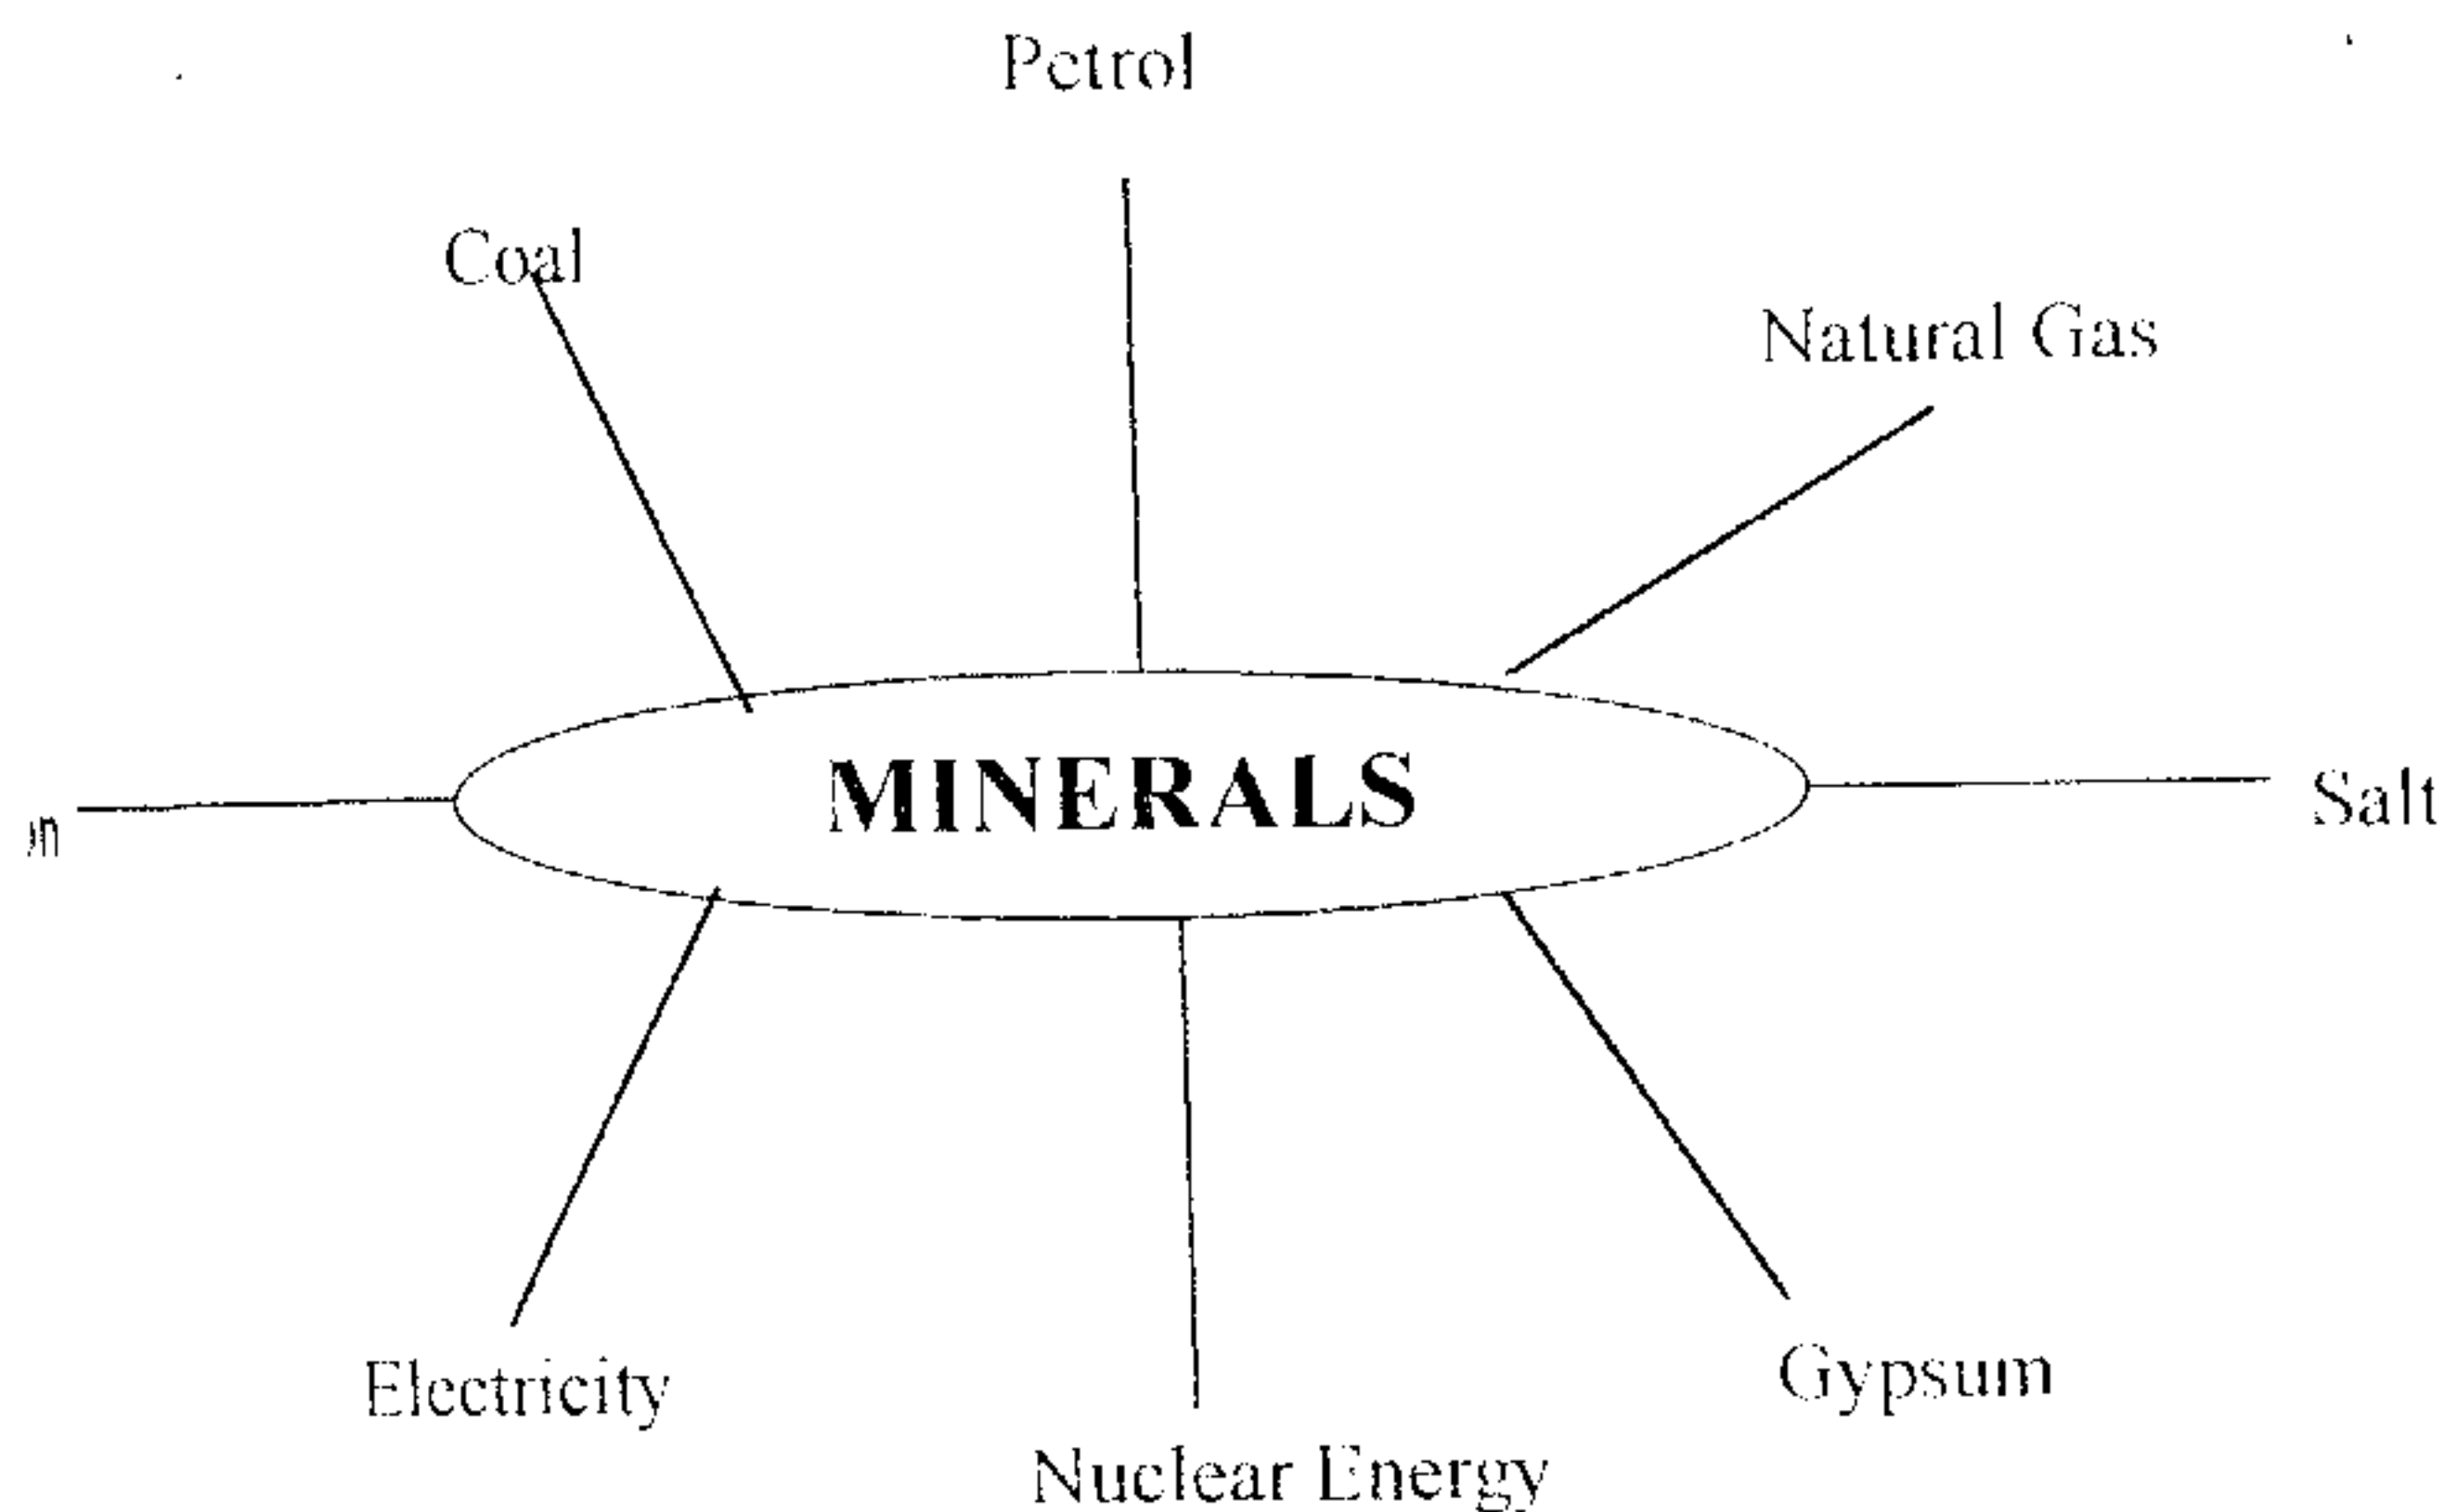 Petrol
Coal
Natural Gas
MINERALS
Salt
Electricity
Gypsum
Nuclear Energy